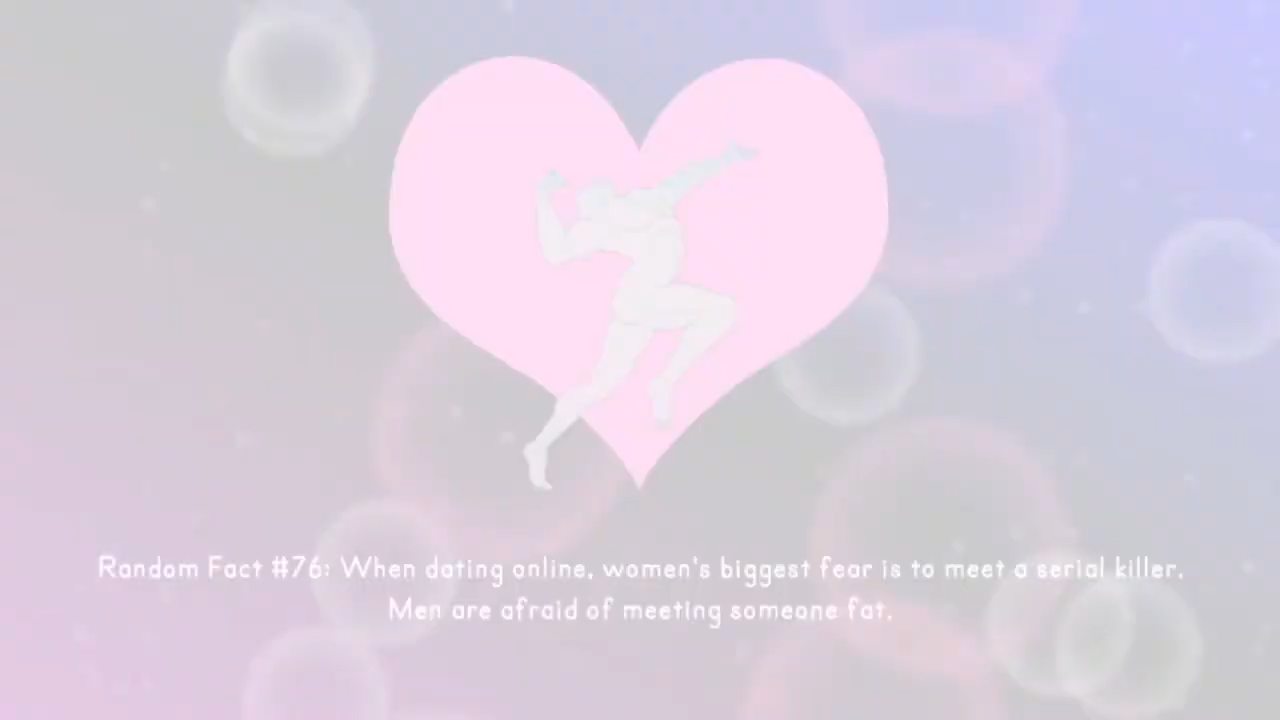 Random Fact #76: When dating online, women's biggest fear is to meet a serial killer.
Men are afraid of meeting someone fat.